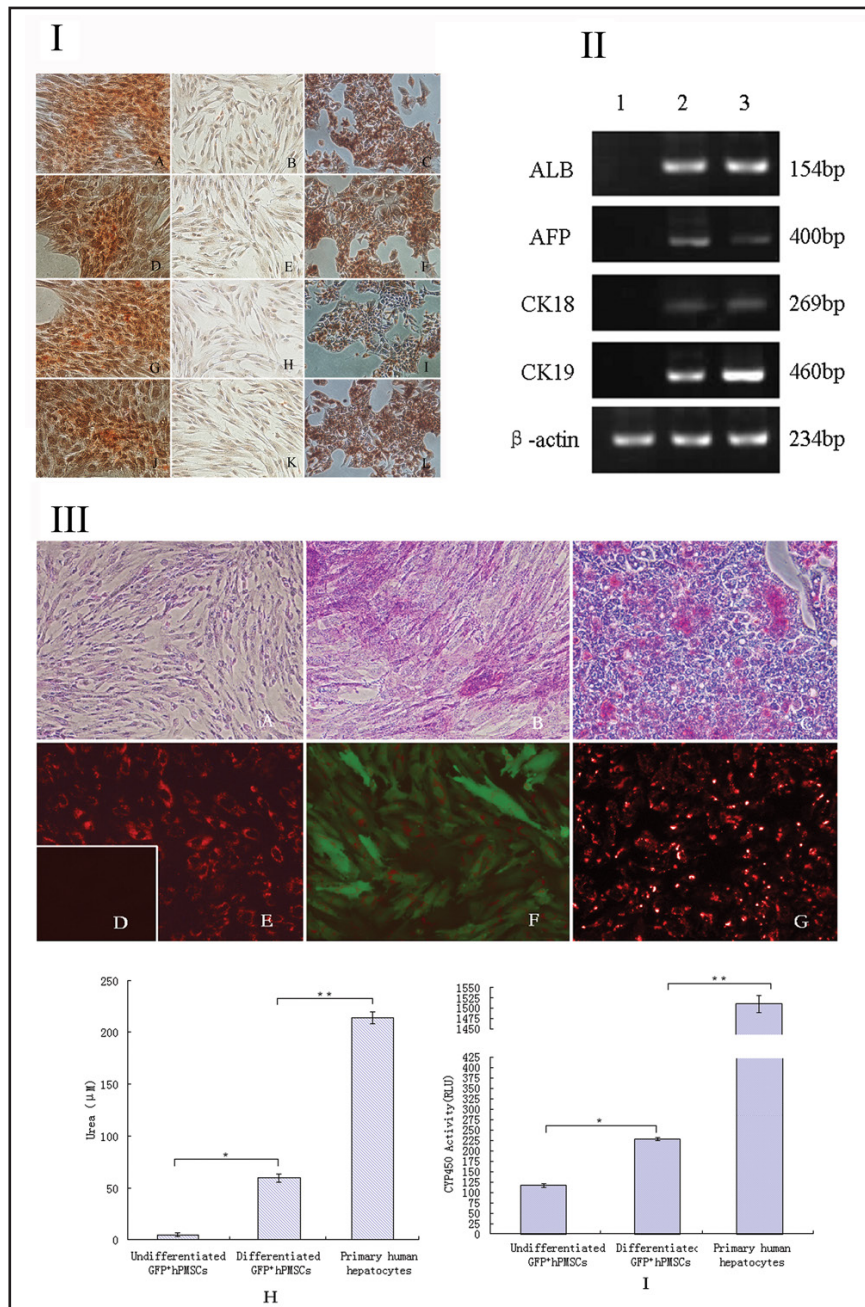 I
II
A
B
C
D
E
F
G
H
I
J
K
L
1 2 3
ALB 154bp
AFP 400bp
CK18 269bp
CK19 460bp
β-actin 234bp
III
A
B
C
D
E
F
G
Urea (μM)
250
200
150
100
50
0
*
**
Undifferentiated GFP⁺hPMSCs
Differentiated GFP⁺hPMSCs
Primary human hepatocytes
H
CYP450 Activity(RLU)
1550
1525
1500
1475
1450
425
400
375
350
325
300
275
250
225
200
175
150
125
100
75
50
25
0
*
**
Undifferentiated GFP⁺hPMSCs
Differentiatec GFP⁺hPMSCs
Primary human hepatocytes
I